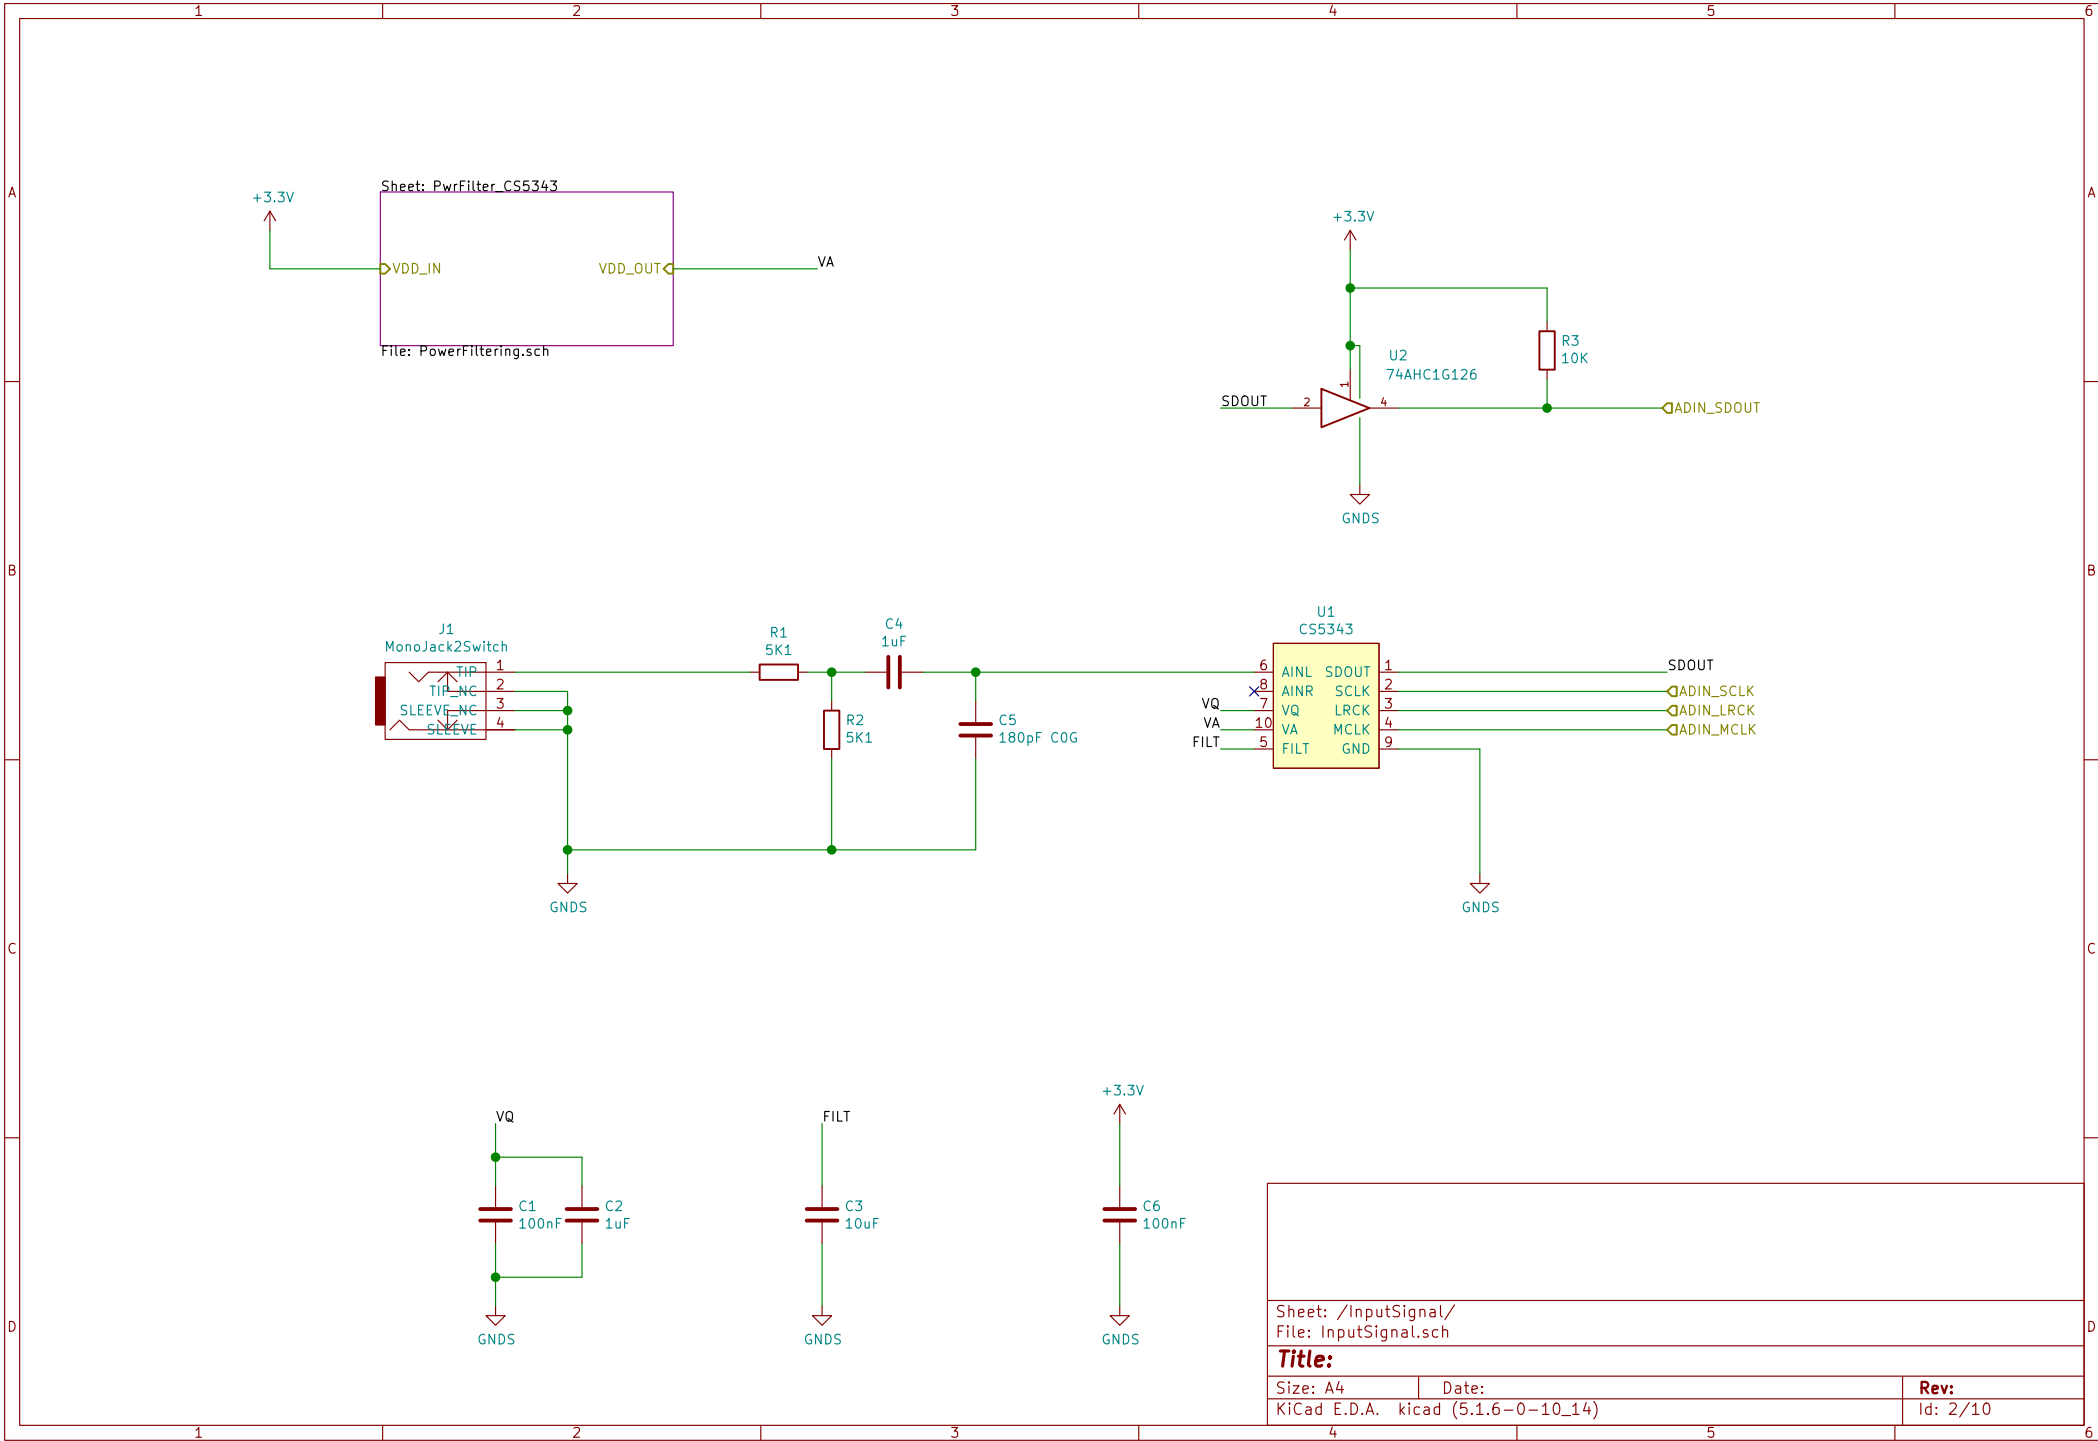 1 2 3 4 5 6
A A
B B
C C
D D
Sheet: PwrFilter_CS5343
+3.3V
VDD_IN VDD_OUT VA
File: PowerFiltering.sch
+3.3V
R3
10K
U2
74AHC1G126
1
SDOUT 2 4 ADIN_SDOUT
GNDS
J1
MonoJack2Switch
TIP 1
TIP_NC 2
SLEEVE_NC 3
SLEEVE 4
R1
5K1
C4
1uF
R2
5K1
C5
180pF C0G
GNDS
U1
CS5343
6 AINL SDOUT 1 SDOUT
8 AINR SCLK 2 ADIN_SCLK
VQ 7 VQ LRCK 3 ADIN_LRCK
VA 10 VA MCLK 4 ADIN_MCLK
FILT 5 FILT GND 9
GNDS
VQ
C1
100nF
C2
1uF
GNDS
FILT
C3
10uF
GNDS
+3.3V
C6
100nF
GNDS
Sheet: /InputSignal/
File: InputSignal.sch
Title:
Size: A4 Date: Rev:
KiCad E.D.A. kicad (5.1.6-0-10_14) Id: 2/10
1 2 3 4 5 6